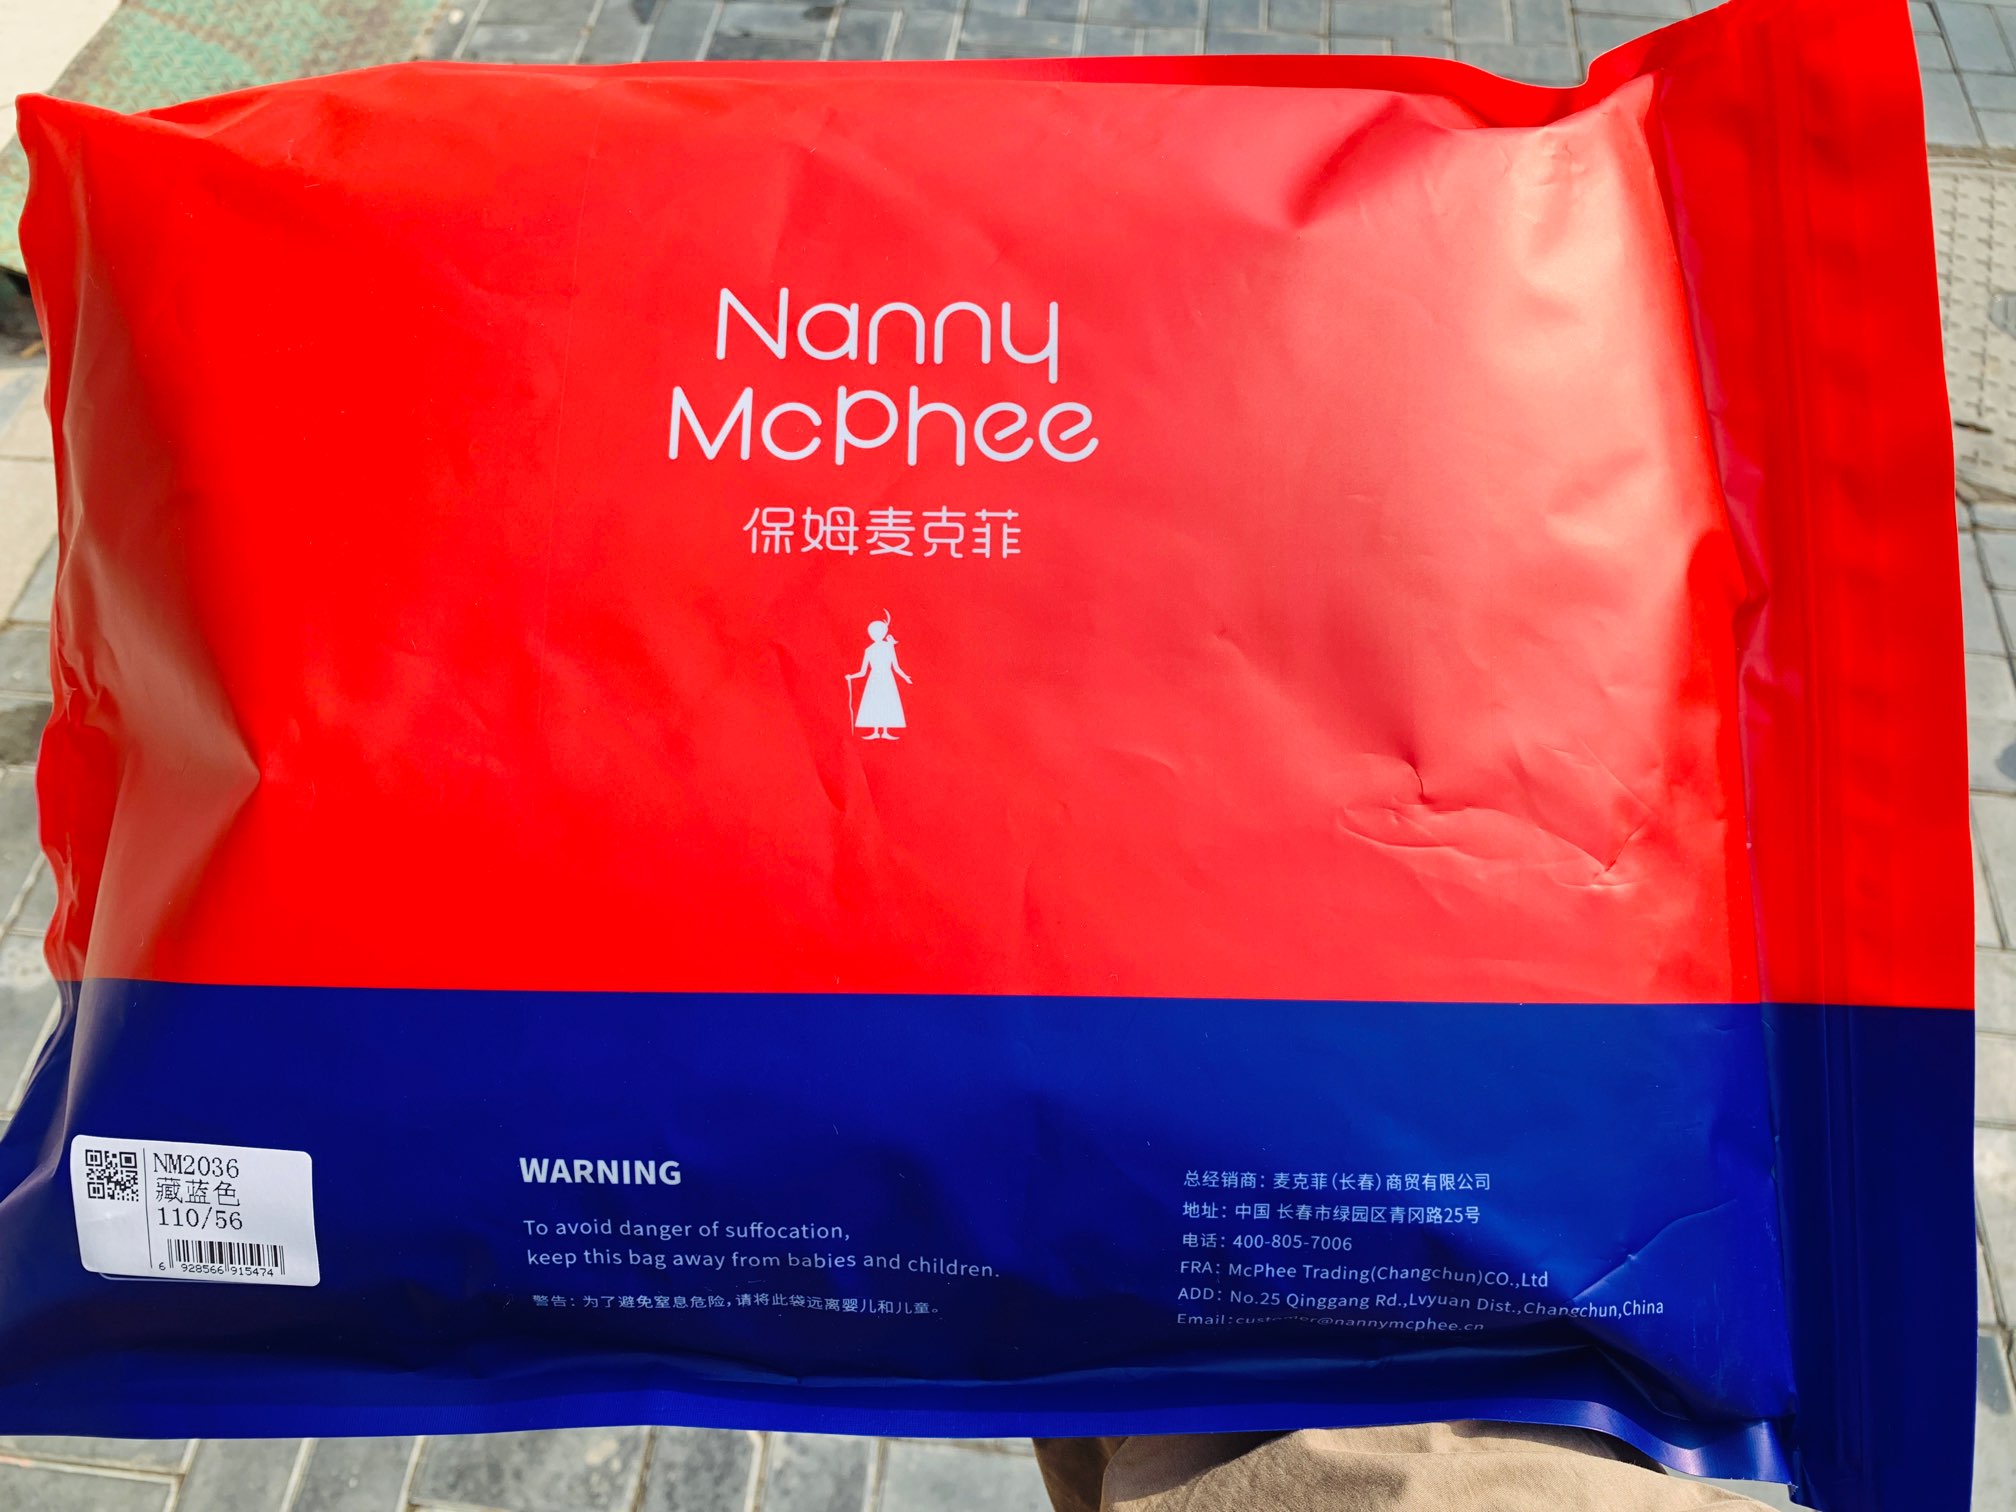 Nanny
McPhee
保姆麦克菲
NM2036
藏蓝色
110/56
6 928566 915474
WARNING
To avoid danger of suffocation,
keep this bag away from babies and children.
警告：为了避免窒息危险，请将此袋远离婴儿和儿童。
总经销商：麦克菲（长春）商贸有限公司
地址：中国 长春市绿园区青冈路25号
电话：400-805-7006
FRA：McPhee Trading(Changchun)CO.,Ltd
ADD：No.25 Qinggang Rd.,Lvyuan Dist.,Changchun,China
Email:customer@nannymcphee.cn